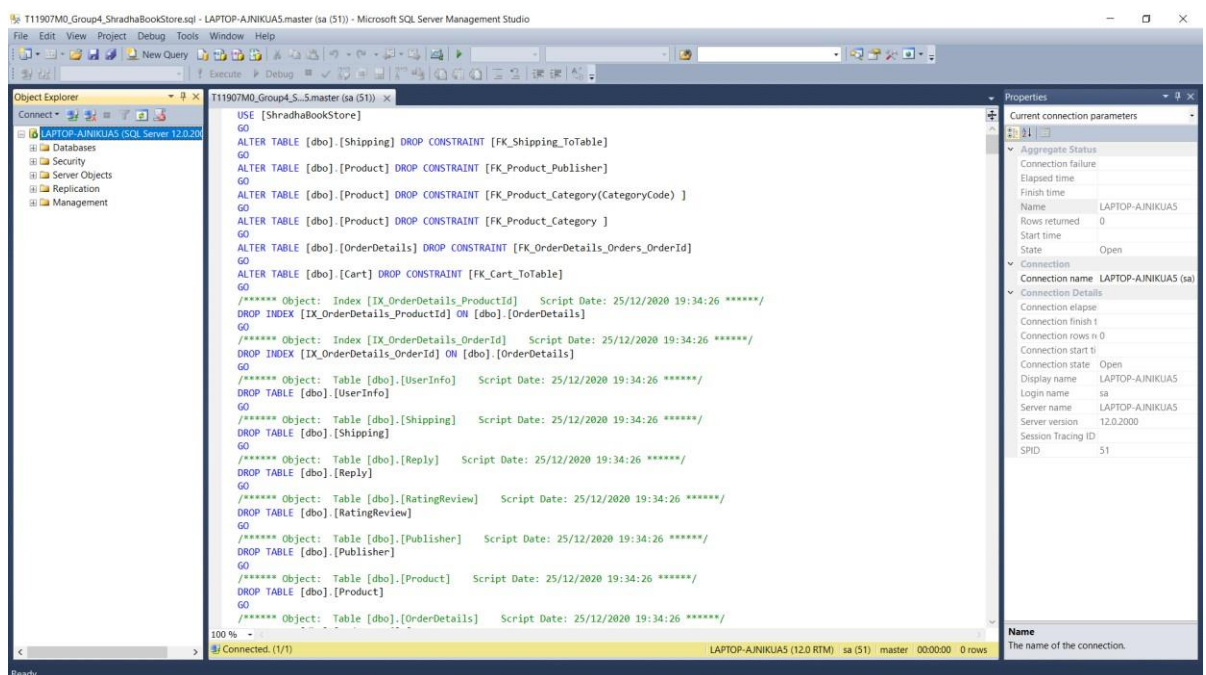 T11907M0_Group4_ShradhaBookStore.sql - LAPTOP-AJNIKUA5.master (sa (51)) - Microsoft SQL Server Management Studio
File Edit View Project Debug Tools Window Help
New Query
Execute Debug
Object Explorer
Connect
LAPTOP-AJNIKUA5 (SQL Server 12.0.200
Databases
Security
Server Objects
Replication
Management
T11907M0_Group4_S...5.master (sa (51))
USE [ShradhaBookStore]
GO
ALTER TABLE [dbo].[Shipping] DROP CONSTRAINT [FK_Shipping_ToTable]
GO
ALTER TABLE [dbo].[Product] DROP CONSTRAINT [FK_Product_Publisher]
GO
ALTER TABLE [dbo].[Product] DROP CONSTRAINT [FK_Product_Category(CategoryCode) ]
GO
ALTER TABLE [dbo].[Product] DROP CONSTRAINT [FK_Product_Category ]
GO
ALTER TABLE [dbo].[OrderDetails] DROP CONSTRAINT [FK_OrderDetails_Orders_OrderId]
GO
ALTER TABLE [dbo].[Cart] DROP CONSTRAINT [FK_Cart_ToTable]
GO
/****** Object:  Index [IX_OrderDetails_ProductId]    Script Date: 25/12/2020 19:34:26 ******/
DROP INDEX [IX_OrderDetails_ProductId] ON [dbo].[OrderDetails]
GO
/****** Object:  Index [IX_OrderDetails_OrderId]    Script Date: 25/12/2020 19:34:26 ******/
DROP INDEX [IX_OrderDetails_OrderId] ON [dbo].[OrderDetails]
GO
/****** Object:  Table [dbo].[UserInfo]    Script Date: 25/12/2020 19:34:26 ******/
DROP TABLE [dbo].[UserInfo]
GO
/****** Object:  Table [dbo].[Shipping]    Script Date: 25/12/2020 19:34:26 ******/
DROP TABLE [dbo].[Shipping]
GO
/****** Object:  Table [dbo].[Reply]    Script Date: 25/12/2020 19:34:26 ******/
DROP TABLE [dbo].[Reply]
GO
/****** Object:  Table [dbo].[RatingReview]    Script Date: 25/12/2020 19:34:26 ******/
DROP TABLE [dbo].[RatingReview]
GO
/****** Object:  Table [dbo].[Publisher]    Script Date: 25/12/2020 19:34:26 ******/
DROP TABLE [dbo].[Publisher]
GO
/****** Object:  Table [dbo].[Product]    Script Date: 25/12/2020 19:34:26 ******/
DROP TABLE [dbo].[Product]
GO
/****** Object:  Table [dbo].[OrderDetails]    Script Date: 25/12/2020 19:34:26 ******/
100 %
Connected. (1/1) LAPTOP-AJNIKUA5 (12.0 RTM) sa (51) master 00:00:00 0 rows
Properties
Current connection parameters
Aggregate Status
Connection failure
Elapsed time
Finish time
Name LAPTOP-AJNIKUA5
Rows returned 0
Start time
State Open
Connection
Connection name LAPTOP-AJNIKUA5 (sa)
Connection Details
Connection elapse
Connection finish t
Connection rows r 0
Connection start ti
Connection state Open
Display name LAPTOP-AJNIKUA5
Login name sa
Server name LAPTOP-AJNIKUA5
Server version 12.0.2000
Session Tracing ID
SPID 51
Name
The name of the connection.
Ready